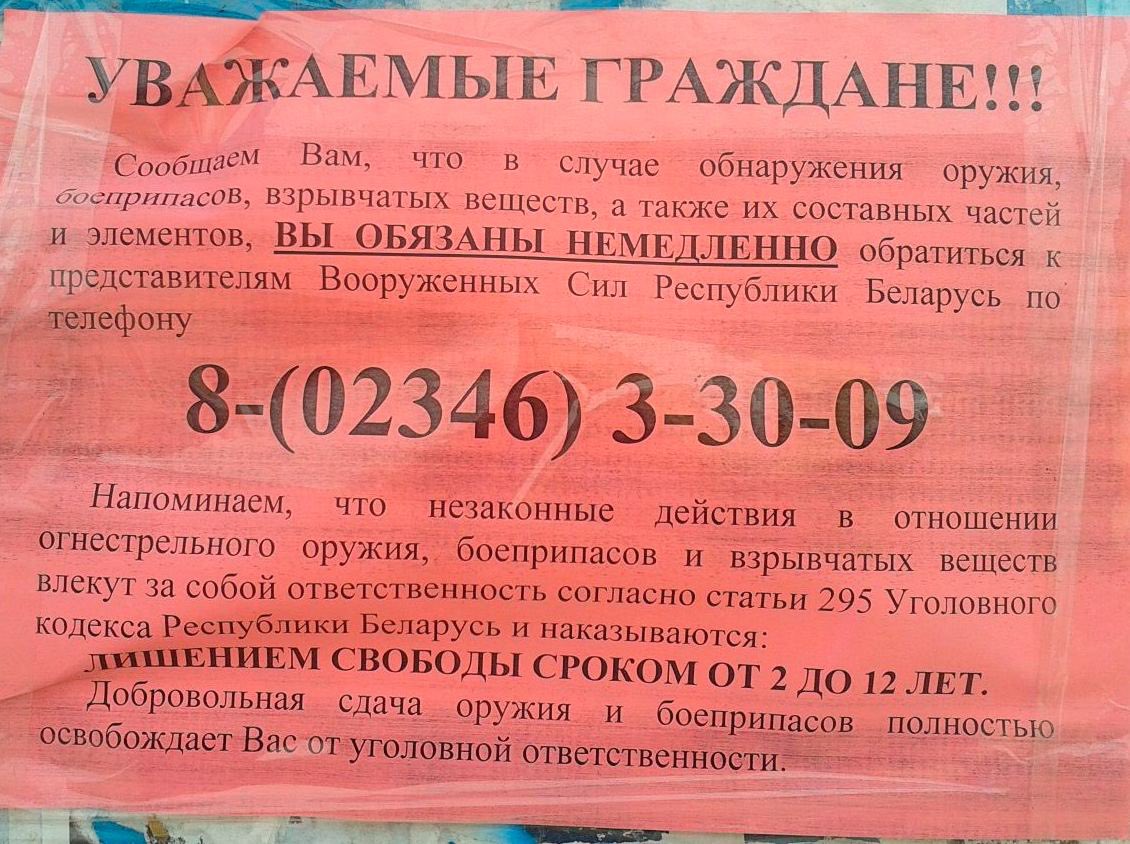 УВАЖАЕМЫЕ ГРАЖДАНЕ!!!
Сообщаем Вам, что в случае обнаружения оружия,
боеприпасов, взрывчатых веществ, а также их составных частей
и элементов, ВЫ ОБЯЗАНЫ НЕМЕДЛЕННО обратиться к
представителям Вооруженных Сил Республики Беларусь по
телефону
8-(02346) 3-30-09
Напоминаем, что незаконные действия в отношении
огнестрельного оружия, боеприпасов и взрывчатых веществ
влекут за собой ответственность согласно статьи 295 Уголовного
кодекса Республики Беларусь и наказываются:
ЛИШЕНИЕМ СВОБОДЫ СРОКОМ ОТ 2 ДО 12 ЛЕТ.
Добровольная сдача оружия и боеприпасов полностью
освобождает Вас от уголовной ответственности.